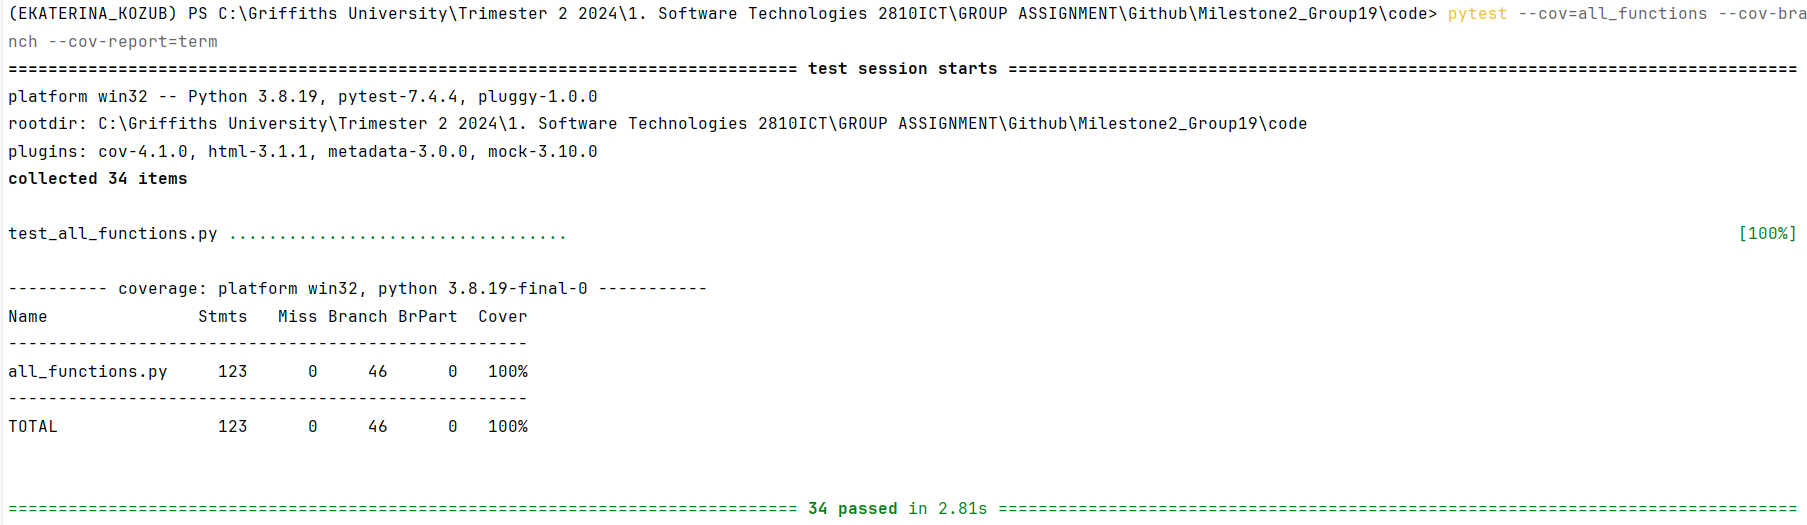 (EKATERINA_KOZUB) PS C:\Griffiths University\Trimester 2 2024\1. Software Technologies 2810ICT\GROUP ASSIGNMENT\Github\Milestone2_Group19\code> pytest --cov=all_functions --cov-bra
nch --cov-report=term
=============================================================================== test session starts ===============================================================================
platform win32 -- Python 3.8.19, pytest-7.4.4, pluggy-1.0.0
rootdir: C:\Griffiths University\Trimester 2 2024\1. Software Technologies 2810ICT\GROUP ASSIGNMENT\Github\Milestone2_Group19\code
plugins: cov-4.1.0, html-3.1.1, metadata-3.0.0, mock-3.10.0
collected 34 items
test_all_functions.py .................................. [100%]
---------- coverage: platform win32, python 3.8.19-final-0 -----------
Name               Stmts   Miss Branch BrPart  Cover
----------------------------------------------------
all_functions.py     123      0     46      0   100%
----------------------------------------------------
TOTAL                123      0     46      0   100%
=============================================================================== 34 passed in 2.81s ================================================================================